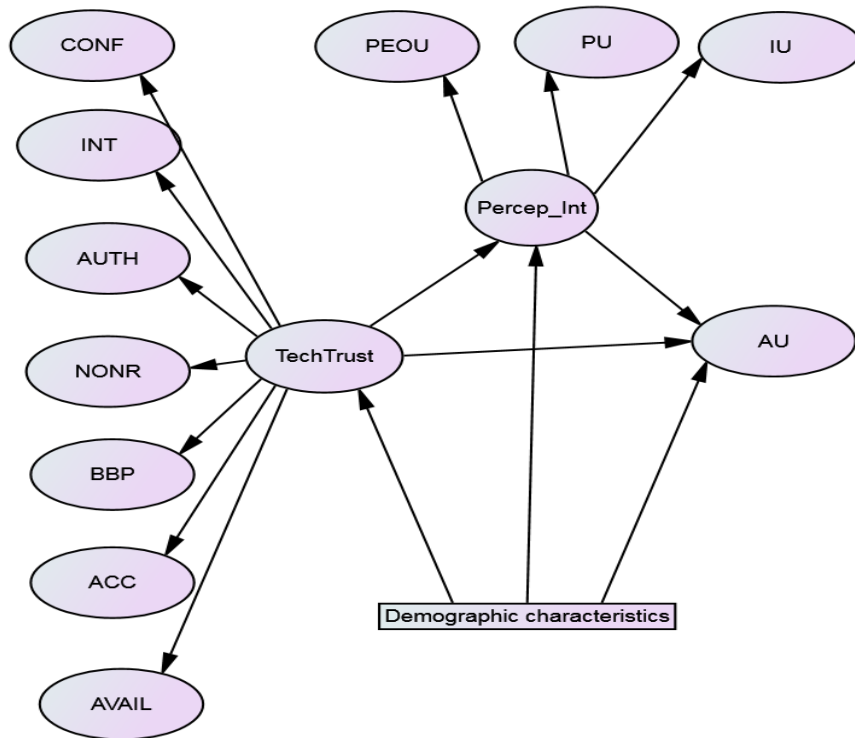 CONF
PEOU
PU
IU
INT
Percep_Int
AUTH
TechTrust
AU
NONR
BBP
ACC
Demographic characteristics
AVAIL